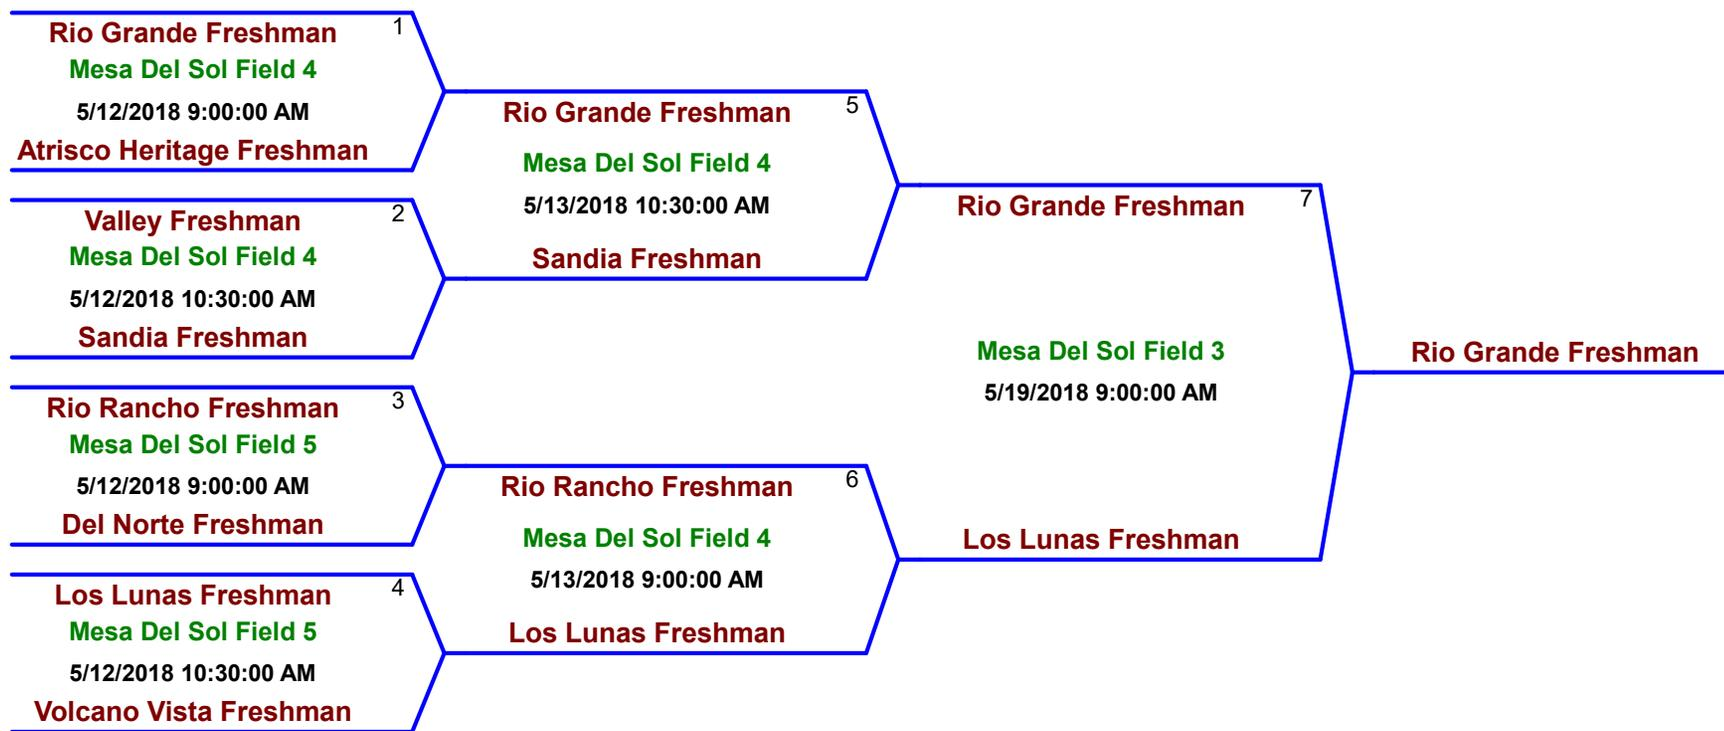 Rio Grande Freshman
1
Mesa Del Sol Field 4
5/12/2018 9:00:00 AM
Atrisco Heritage Freshman
Valley Freshman
2
Mesa Del Sol Field 4
5/12/2018 10:30:00 AM
Sandia Freshman
Rio Rancho Freshman
3
Mesa Del Sol Field 5
5/12/2018 9:00:00 AM
Del Norte Freshman
Los Lunas Freshman
4
Mesa Del Sol Field 5
5/12/2018 10:30:00 AM
Volcano Vista Freshman
Rio Grande Freshman
5
Mesa Del Sol Field 4
5/13/2018 10:30:00 AM
Sandia Freshman
Rio Rancho Freshman
6
Mesa Del Sol Field 4
5/13/2018 9:00:00 AM
Los Lunas Freshman
Rio Grande Freshman
7
Mesa Del Sol Field 3
5/19/2018 9:00:00 AM
Los Lunas Freshman
Rio Grande Freshman